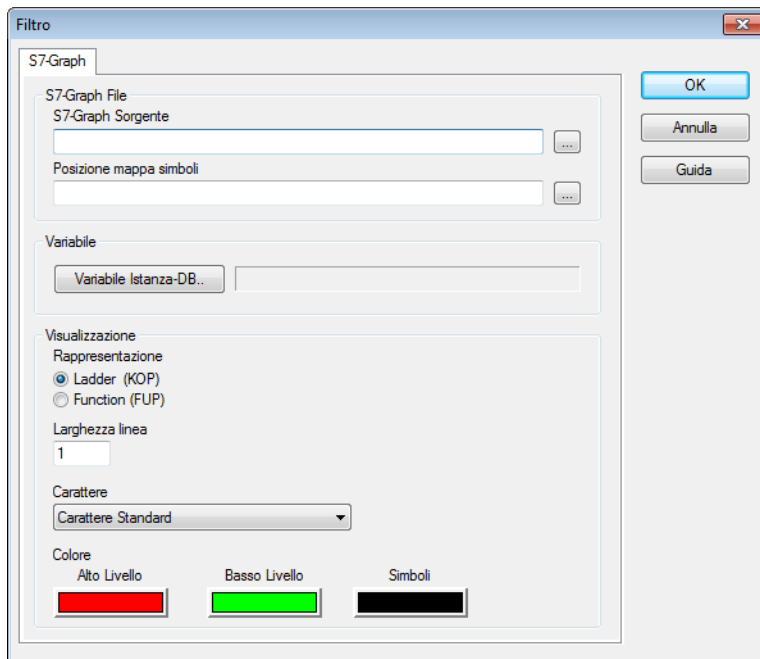 Filtro
S7-Graph
S7-Graph File
S7-Graph Sorgente
...
Posizione mappa simboli
...
Variabile
Variabile Istanza-DB..
Visualizzazione
Rappresentazione
Ladder (KOP)
Function (FUP)
Larghezza linea
1
Carattere
Carattere Standard
Colore
Alto Livello Basso Livello Simboli
OK
Annulla
Guida